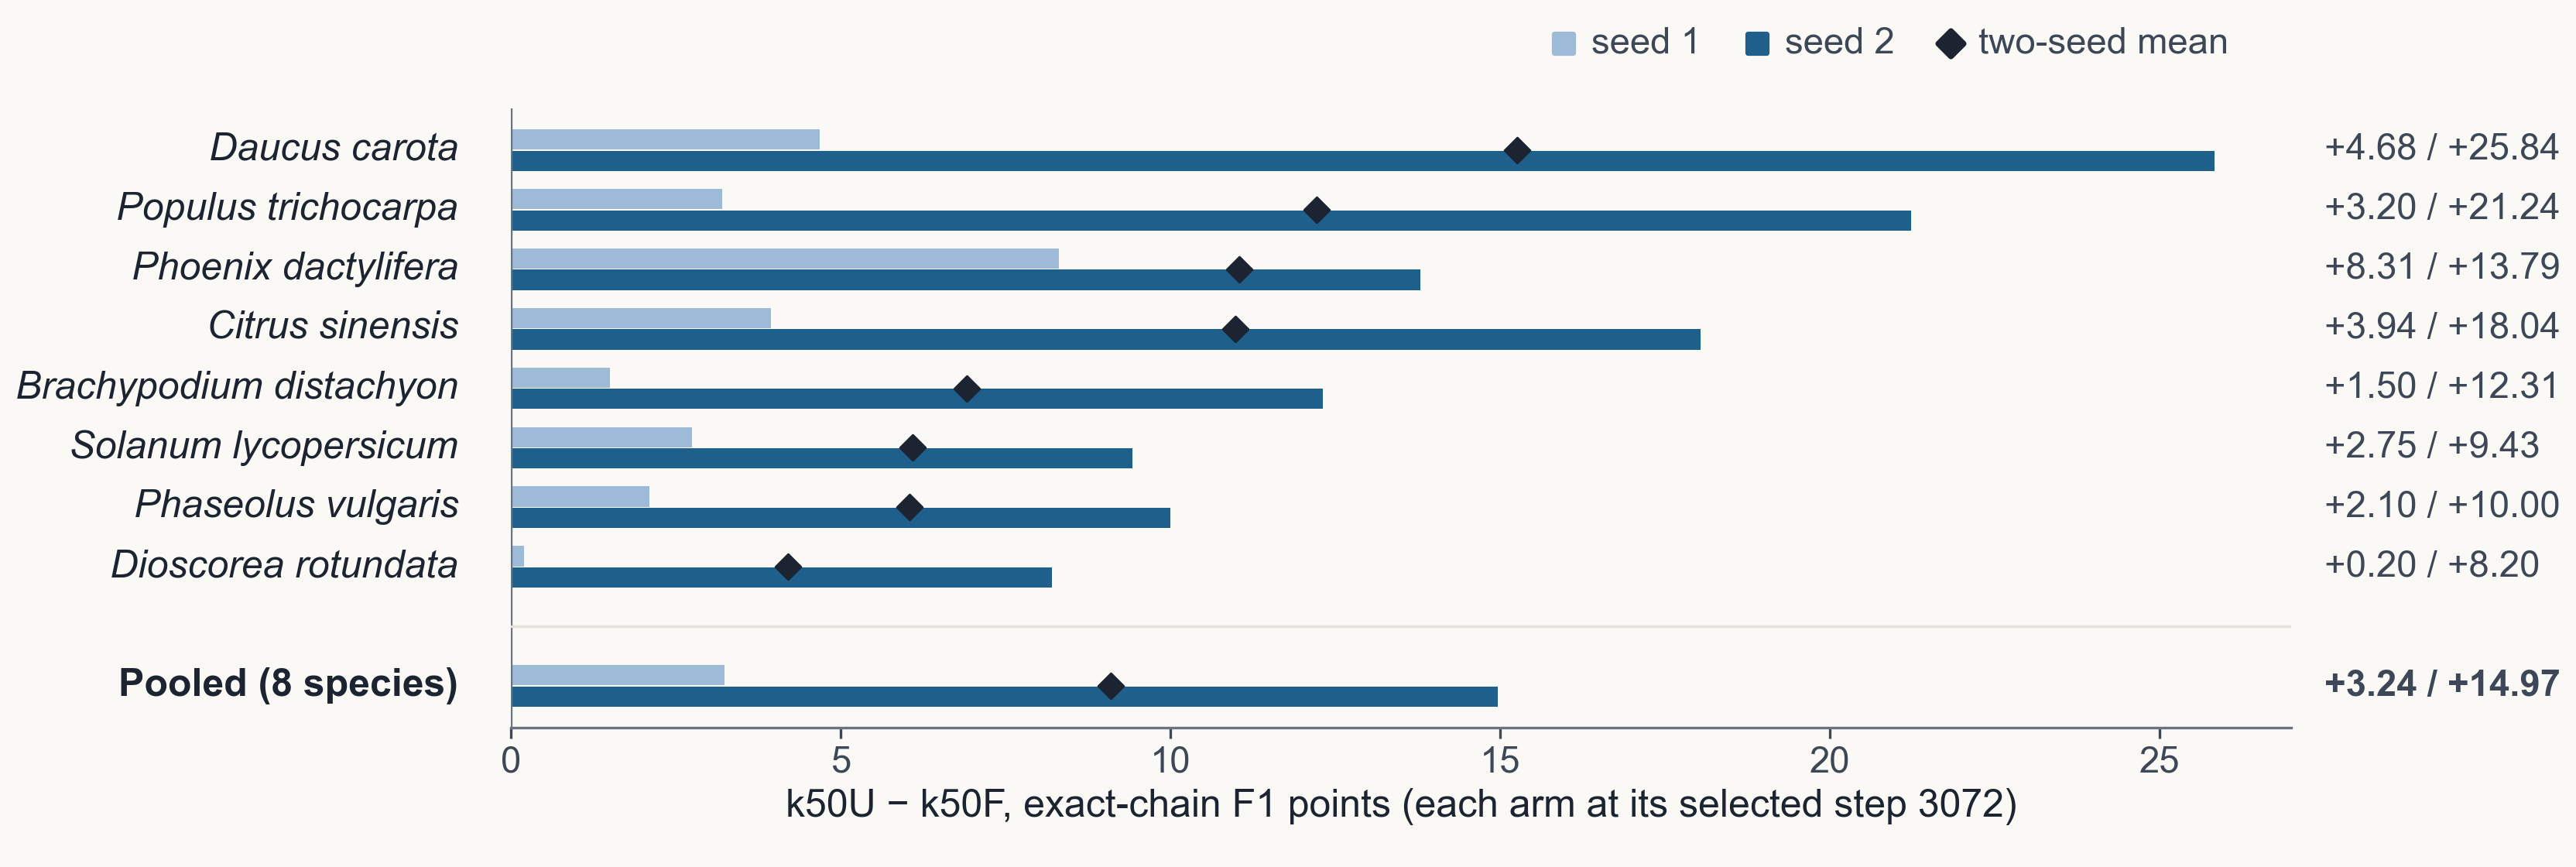 seed 1 seed 2 two-seed mean
Daucus carota +4.68 / +25.84
Populus trichocarpa +3.20 / +21.24
Phoenix dactylifera +8.31 / +13.79
Citrus sinensis +3.94 / +18.04
Brachypodium distachyon +1.50 / +12.31
Solanum lycopersicum +2.75 / +9.43
Phaseolus vulgaris +2.10 / +10.00
Dioscorea rotundata +0.20 / +8.20
Pooled (8 species) +3.24 / +14.97
0 5 10 15 20 25
k50U − k50F, exact-chain F1 points (each arm at its selected step 3072)